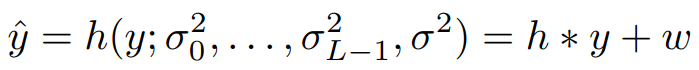 ŷ = h(y; σ₀², . . . , σ²_{L−1}, σ²) = h ∗ y + w